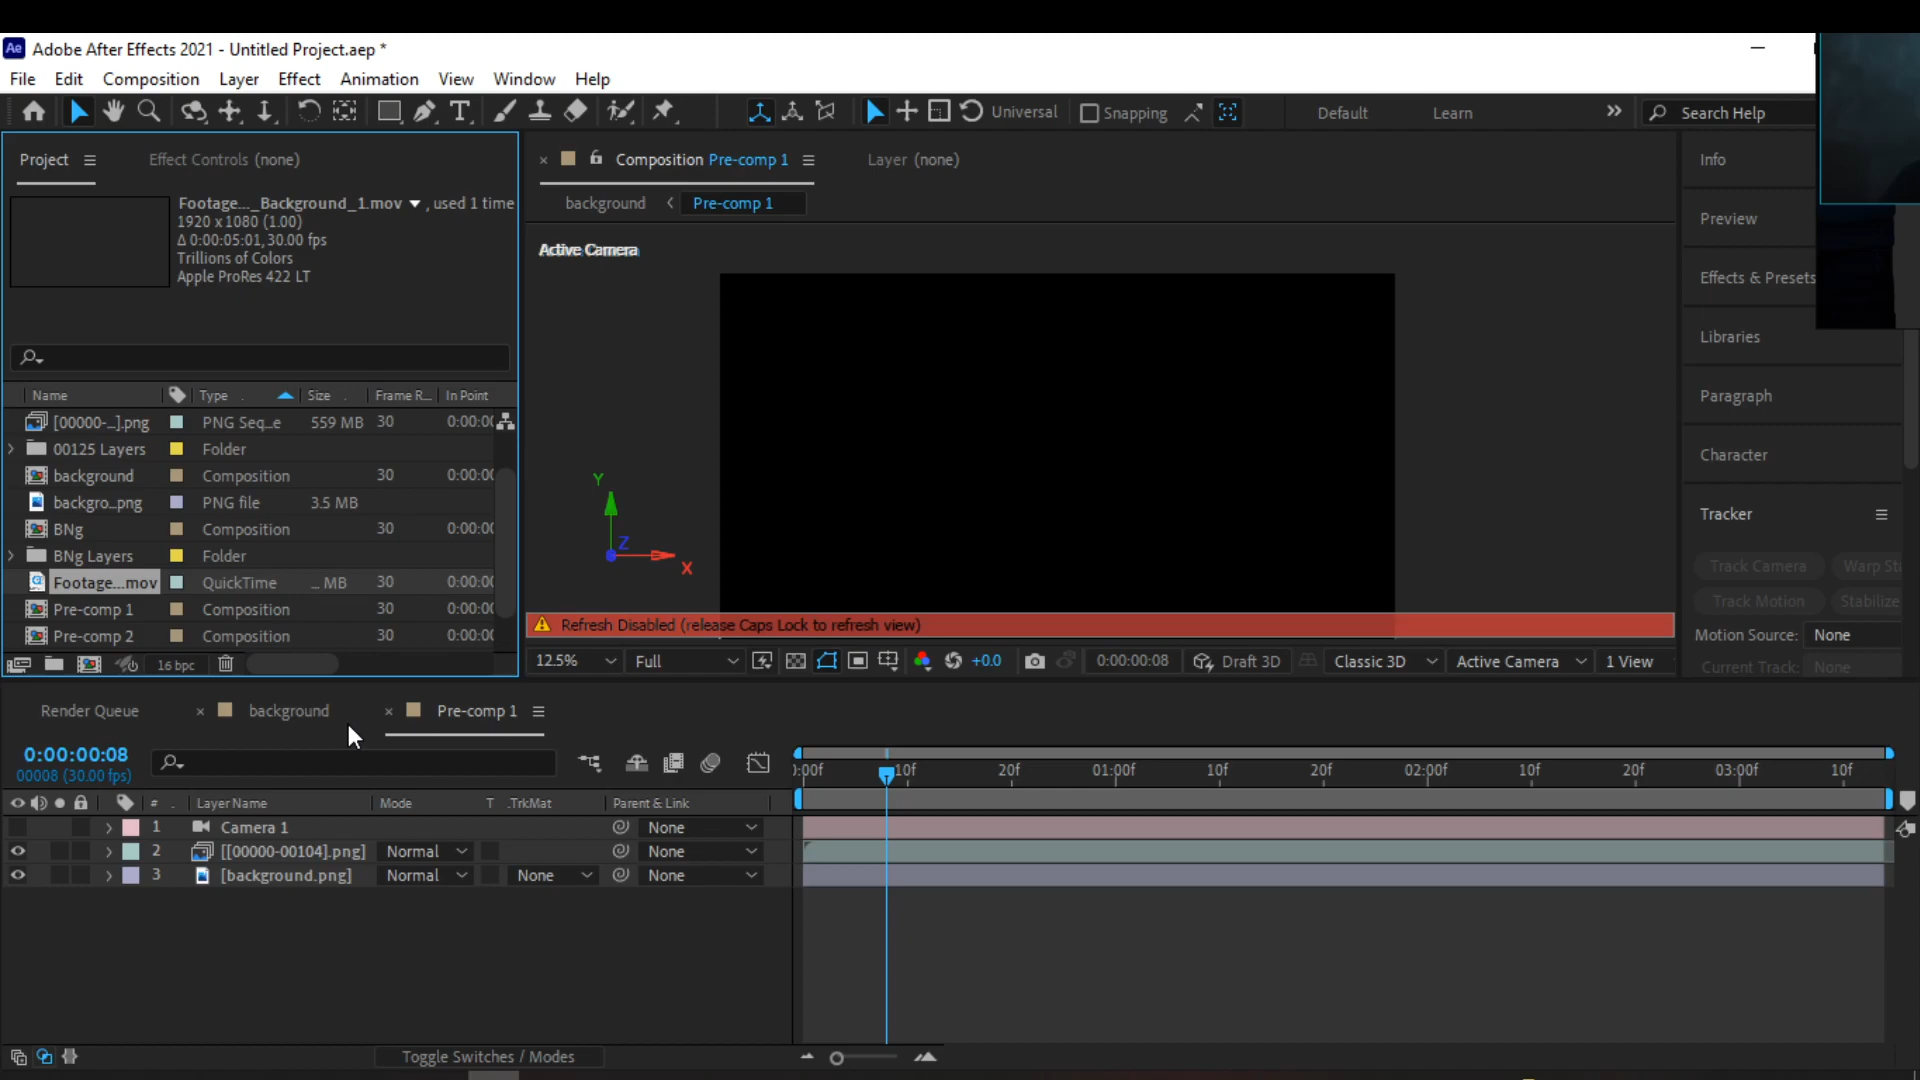 Ae Adobe After Effects 2021 - Untitled Project.aep *
File Edit Composition Layer Effect Animation View Window Help
Universal Snapping Default Learn Search Help
Project Effect Controls (none)
Composition Pre-comp 1 Layer (none)
Info
Footage..._Background_1.mov , used 1 time
1920 x 1080 (1.00)
Δ 0:00:05:01, 30.00 fps
Trillions of Colors
Apple ProRes 422 LT
background Pre-comp 1
Preview
Active Camera
Effects & Presets
Libraries
Name Type Size Frame R... In Point
Paragraph
[00000-...].png PNG Seq...e 559 MB 30 0:00:00
00125 Layers Folder
Character
background Composition 30 0:00:00
backgro...png PNG file 3.5 MB
Tracker
BNg Composition 30 0:00:00
BNg Layers Folder
Y
Z
X
Track Camera Warp Sta
Footage...mov QuickTime ... MB 30 0:00:00
Track Motion Stabilize
Pre-comp 1 Composition 30 0:00:00
Refresh Disabled (release Caps Lock to refresh view)
Pre-comp 2 Composition 30 0:00:00
Motion Source: None
16 bpc
12.5% Full +0.0 0:00:00:08 Draft 3D Classic 3D Active Camera 1 View
Current Track: None
Render Queue background Pre-comp 1
0:00:00:08
00008 (30.00 fps)
):00f 10f 20f 01:00f 10f 20f 02:00f 10f 20f 03:00f 10f
# Layer Name Mode T .TrkMat Parent & Link
1 Camera 1 None
2 [[00000-00104].png] Normal None
3 [background.png] Normal None None
Toggle Switches / Modes